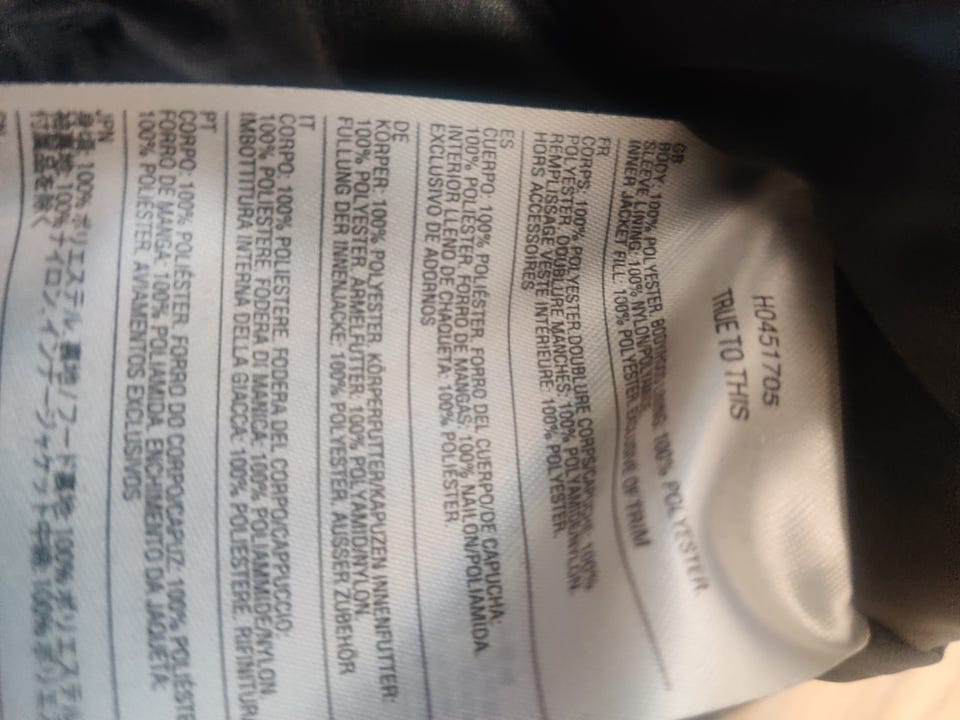 H0451705
TRUE TO THIS
GB
BODY: 100% POLYESTER, LINING: 100% POLYESTER
SLEEVE LINING: 100% NYLON/POLYAMIDE
INNER JACKET FILL: 100% POLYESTER, EXCLUSIVE OF TRIM
FR
CORPS: 100% POLYESTER,DOUBLURE 100%
POLYESTER, DOUBLURE MANCHES: 100% POLYAMIDE/NYLON.
REMPLISSAGE VESTE INTÉRIEURE: 100% POLYESTER.
HORS ACCESSOIRES
ES
CUERPO: 100% POLIÉSTER, FORRO DEL CUERPO/DE CAPUCHA:
100% POLIÉSTER, FORRO DE MANGAS: 100% NAILON/POLIAMIDA
INTERIOR LLENO DE CHAQUETA: 100% POLIÉSTER
EXCLUSIVO DE ADORNOS
DE
KÖRPER: 100% POLYESTER, KÖRPERFUTTER/KAPUZEN INNENFUTTER:
100% POLYESTER, ARMELFUTTER: 100% POLYAMID/NYLON.
FÜLLUNG DER INNENJACKE: 100% POLYESTER, AUSSER ZUBEHÖR
IT
CORPO: 100% POLIESTERE, FODERA DEL CORPO/CAPPUCCIO:
100% POLIESTERE, FODERA DI MANICA: 100% POLIAMMIDE/NYLON
IMBOTTITURA INTERNA DELLA GIACCA: 100% POLIESTERE, RIFINITURA
PT
CORPO: 100% POLIÉSTER, FORRO DO CORPO/CAPUZ, 100% POLIÉSTE
FORRO DE MANGA: 100% POLIAMIDA, ENCHIMENTO DA JAQUETA:
100% POLIÉSTER, AVIAMENTOS EXCLUSIVOS
JPN
身頃: 100% ポリエステル, 裏地/フード裏地: 100% ポリエステル
袖裏地: 100% ナイロン, インナージャケット中綿: 100% ポリエス
付属品を除く
CN